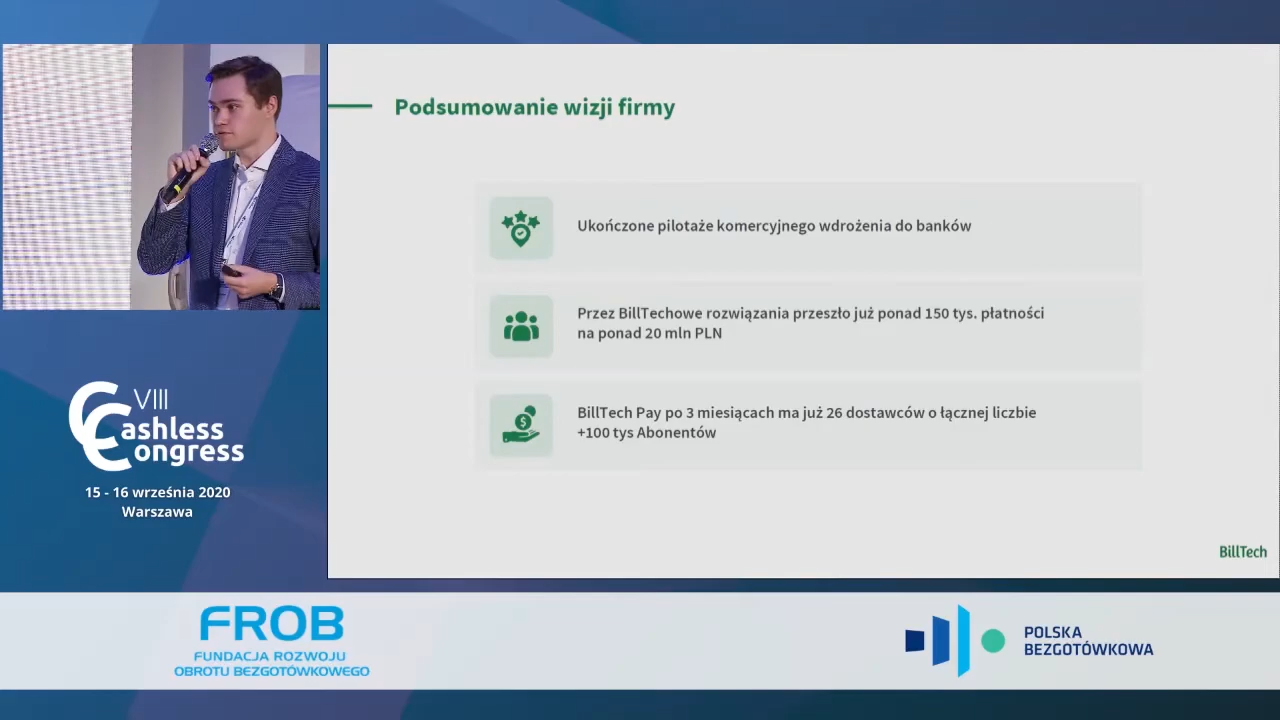 Podsumowanie wizji firmy
Ukończone pilotaże komercyjnego wdrożenia do banków
Przez BillTechowe rozwiązania przeszło już ponad 150 tys. płatności
na ponad 20 mln PLN
BillTech Pay po 3 miesiącach ma już 26 dostawców o łącznej liczbie
+100 tys Abonentów
BillTech
VIII
Cashless
Congress
15 - 16 września 2020
Warszawa
FROB
FUNDACJA ROZWOJU
OBROTU BEZGOTÓWKOWEGO
POLSKA
BEZGOTÓWKOWA